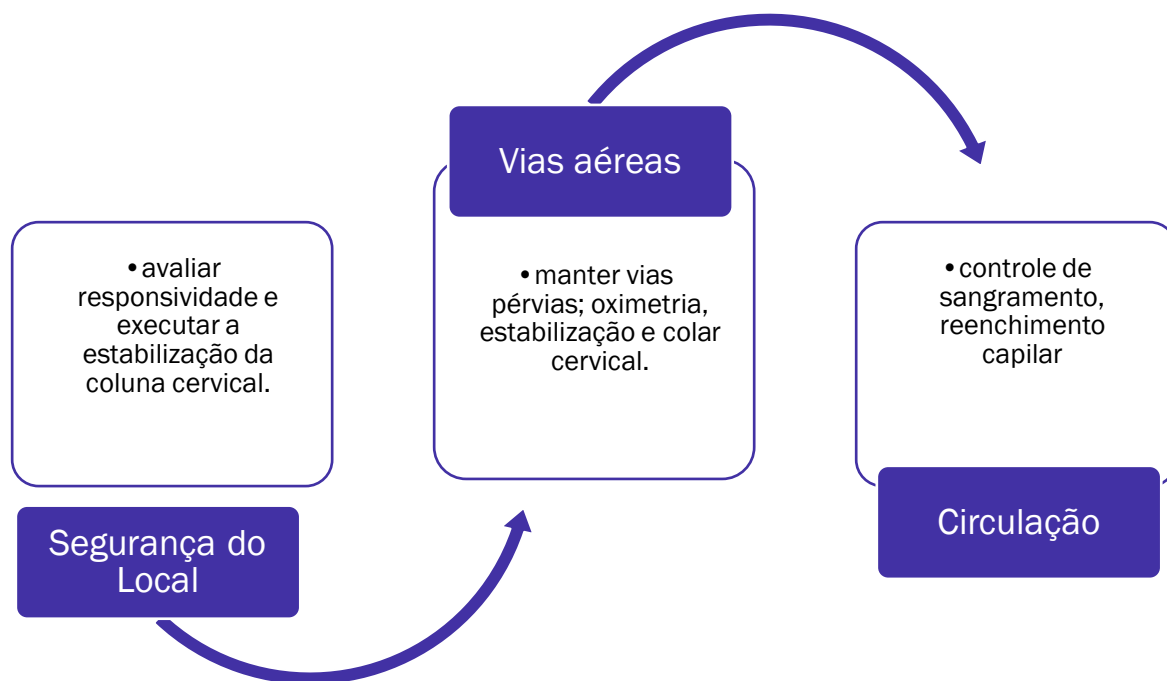 Segurança do
Local
• avaliar
responsividade e
executar a
estabilização da
coluna cervical.
Vias aéreas
• manter vias
pérvias; oximetria,
estabilização e colar
cervical.
Circulação
• controle de
sangramento,
reenchimento
capilar